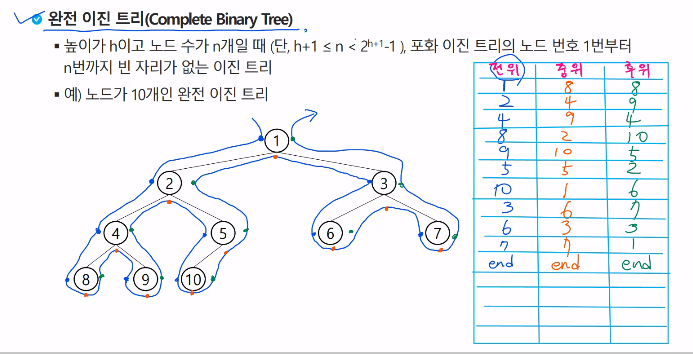 완전 이진 트리(Complete Binary Tree)
▪ 높이가 h이고 노드 수가 n개일 때 (단, h+1 ≤ n < 2ʰ⁺¹-1 ), 포화 이진 트리의 노드 번호 1번부터
n번까지 빈 자리가 없는 이진 트리
▪ 예) 노드가 10개인 완전 이진 트리
1
2 3
4 5 6 7
8 9 10
전위 중위 후위
1 8 8
2 4 9
4 9 4
8 2 10
9 10 5
5 5 2
10 1 6
3 6 7
6 3 3
7 7 1
end end end